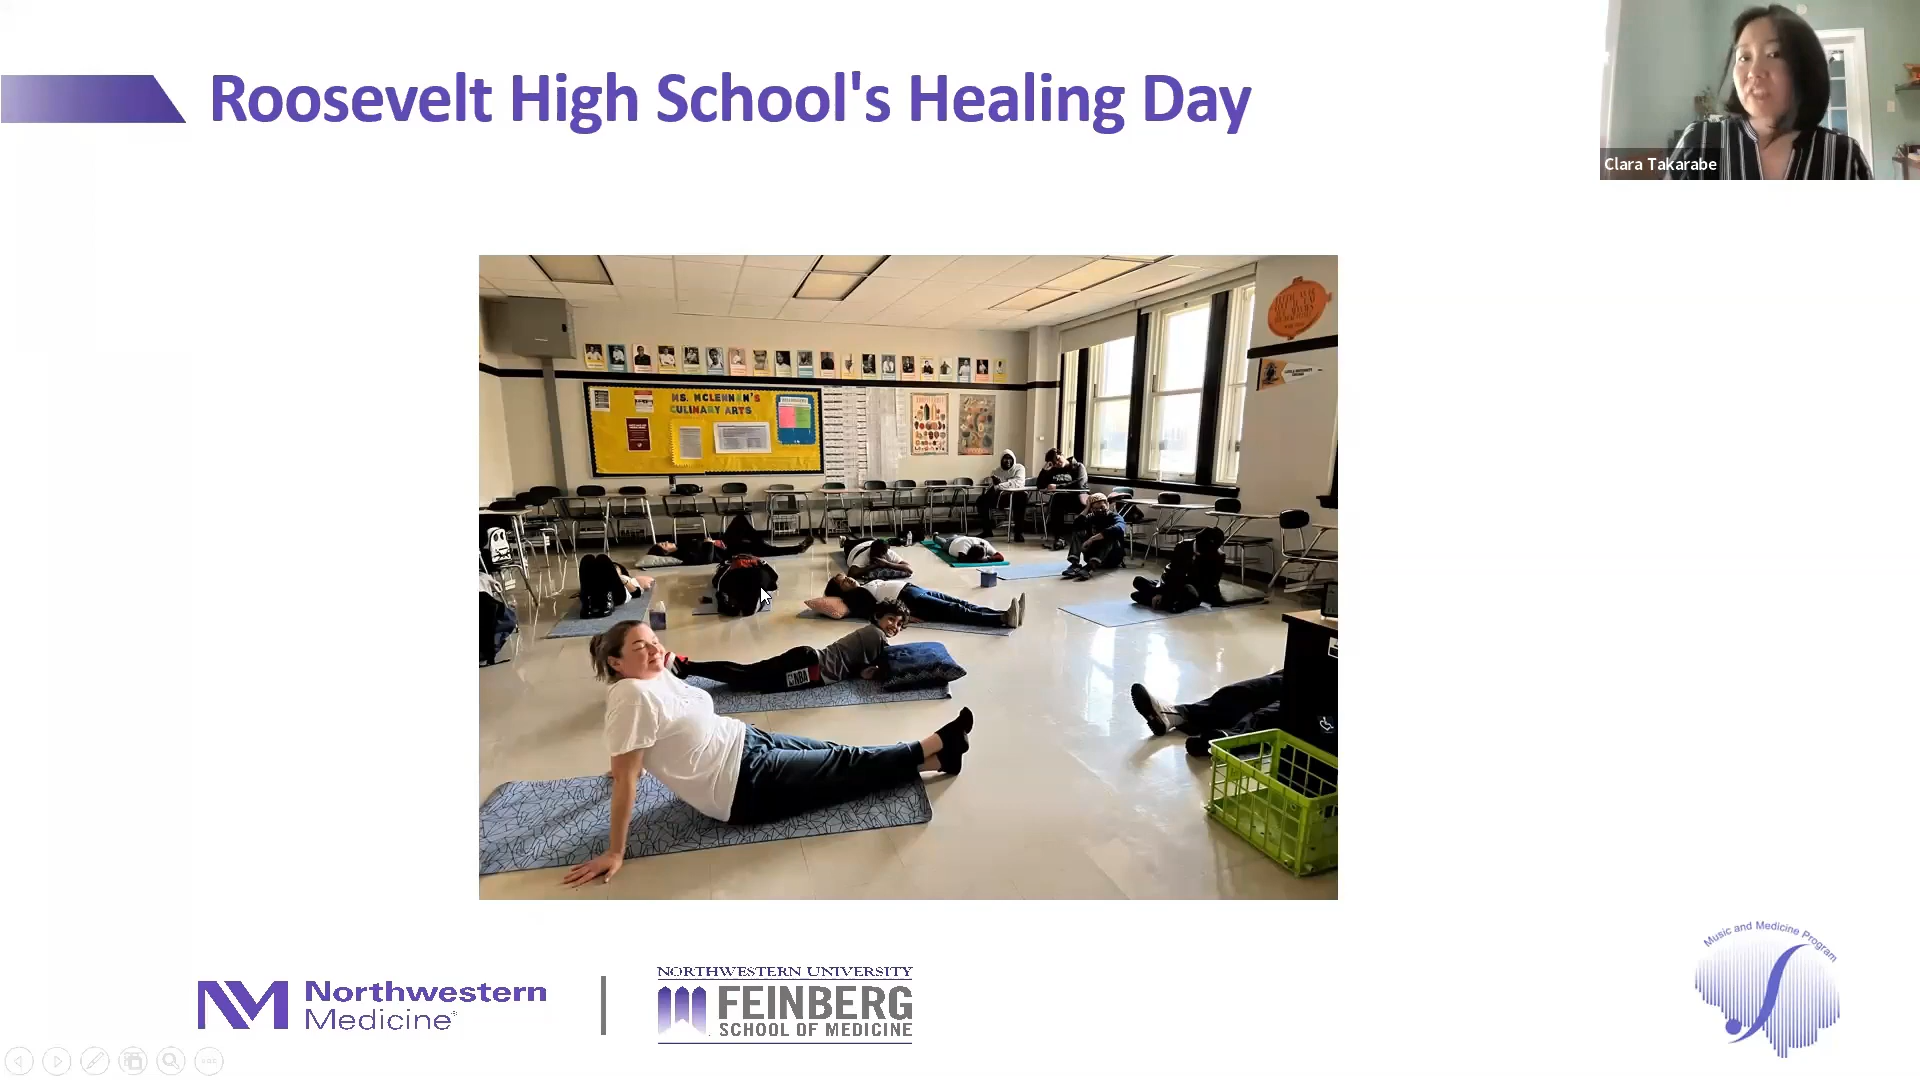 Roosevelt High School's Healing Day
Clara Takarabe
MS. MCLENNAN'S
CULINARY ARTS
NBA
Northwestern
Medicine
NORTHWESTERN UNIVERSITY
FEINBERG
SCHOOL OF MEDICINE
Music and Medicine Program